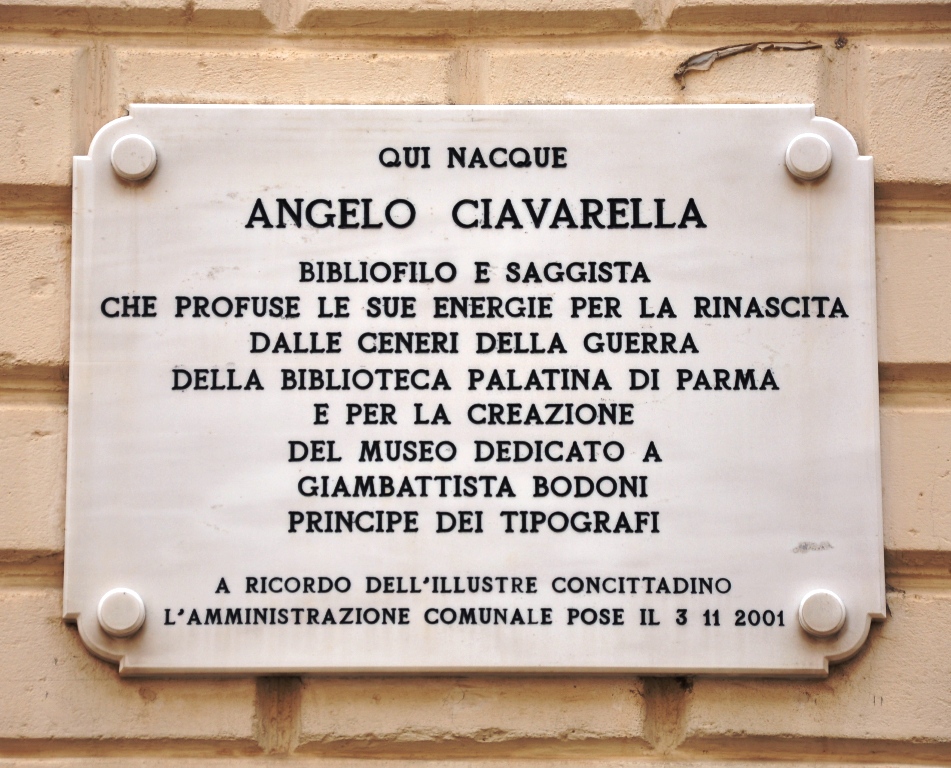 QUI NACQUE
ANGELO CIAVARELLA
BIBLIOFILO E SAGGISTA
CHE PROFUSE LE SUE ENERGIE PER LA RINASCITA
DALLE CENERI DELLA GUERRA
DELLA BIBLIOTECA PALATINA DI PARMA
E PER LA CREAZIONE
DEL MUSEO DEDICATO A
GIAMBATTISTA BODONI
PRINCIPE DEI TIPOGRAFI
A RICORDO DELL'ILLUSTRE CONCITTADINO
L'AMMINISTRAZIONE COMUNALE POSE IL 3 11 2001